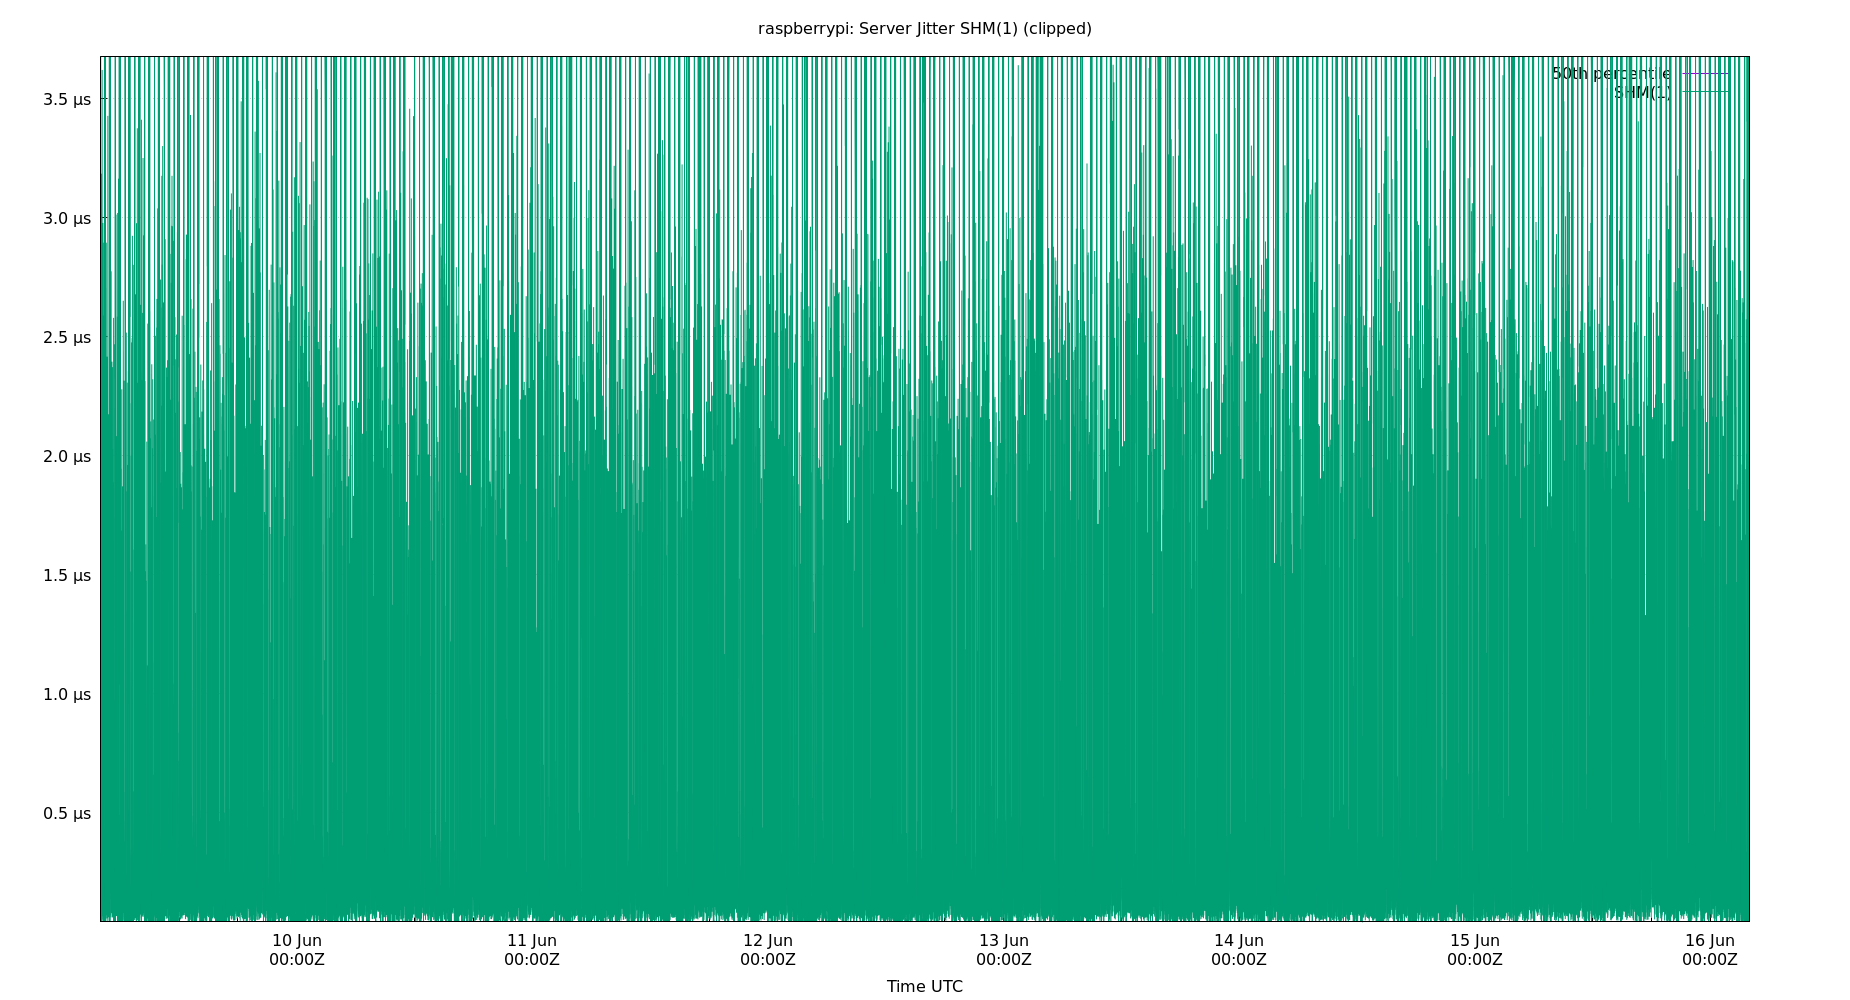 raspberrypi: Server Jitter SHM(1) (clipped)
50th percentile
SHM(1)
3.5 µs
3.0 µs
2.5 µs
2.0 µs
1.5 µs
1.0 µs
0.5 µs
10 Jun 11 Jun 12 Jun 13 Jun 14 Jun 15 Jun 16 Jun
00:00Z 00:00Z 00:00Z 00:00Z 00:00Z 00:00Z 00:00Z
Time UTC